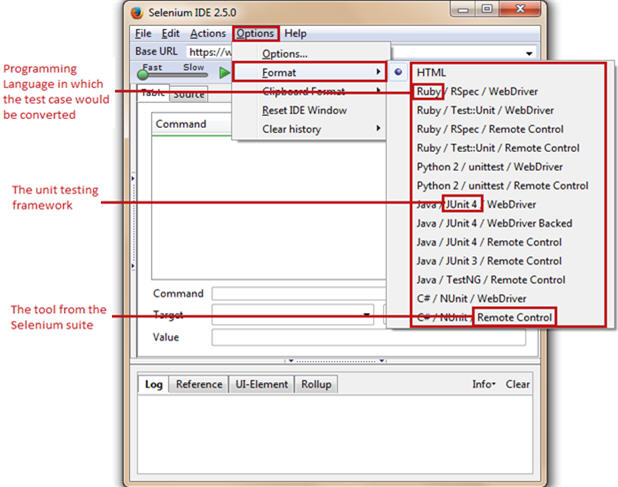 Selenium IDE 2.5.0
File Edit Actions Options Help
Base URL https://w
Fast Slow
Table Source
Command
Options...
Format
Clipboard Format
Reset IDE Window
Clear history
HTML
Ruby / RSpec / WebDriver
Ruby / Test::Unit / WebDriver
Ruby / RSpec / Remote Control
Ruby / Test::Unit / Remote Control
Python 2 / unittest / WebDriver
Python 2 / unittest / Remote Control
Java / JUnit 4 / WebDriver
Java / JUnit 4 / WebDriver Backed
Java / JUnit 4 / Remote Control
Java / JUnit 3 / Remote Control
Java / TestNG / Remote Control
C# / NUnit / WebDriver
C# / NUnit / Remote Control
Programming
Language in which
the test case would
be converted
The unit testing
framework
The tool from the
Selenium suite
Command
Target
Value
Log Reference UI-Element Rollup Info Clear